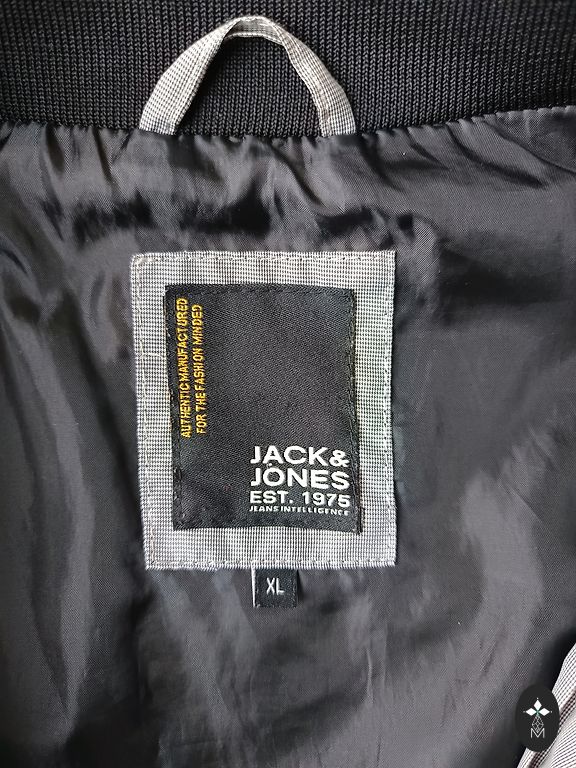 AUTHENTIC MANUFACTURED
FOR THE FASHION MINDED
JACK&
JONES
EST. 1975
JEANS INTELLIGENCE
XL
M